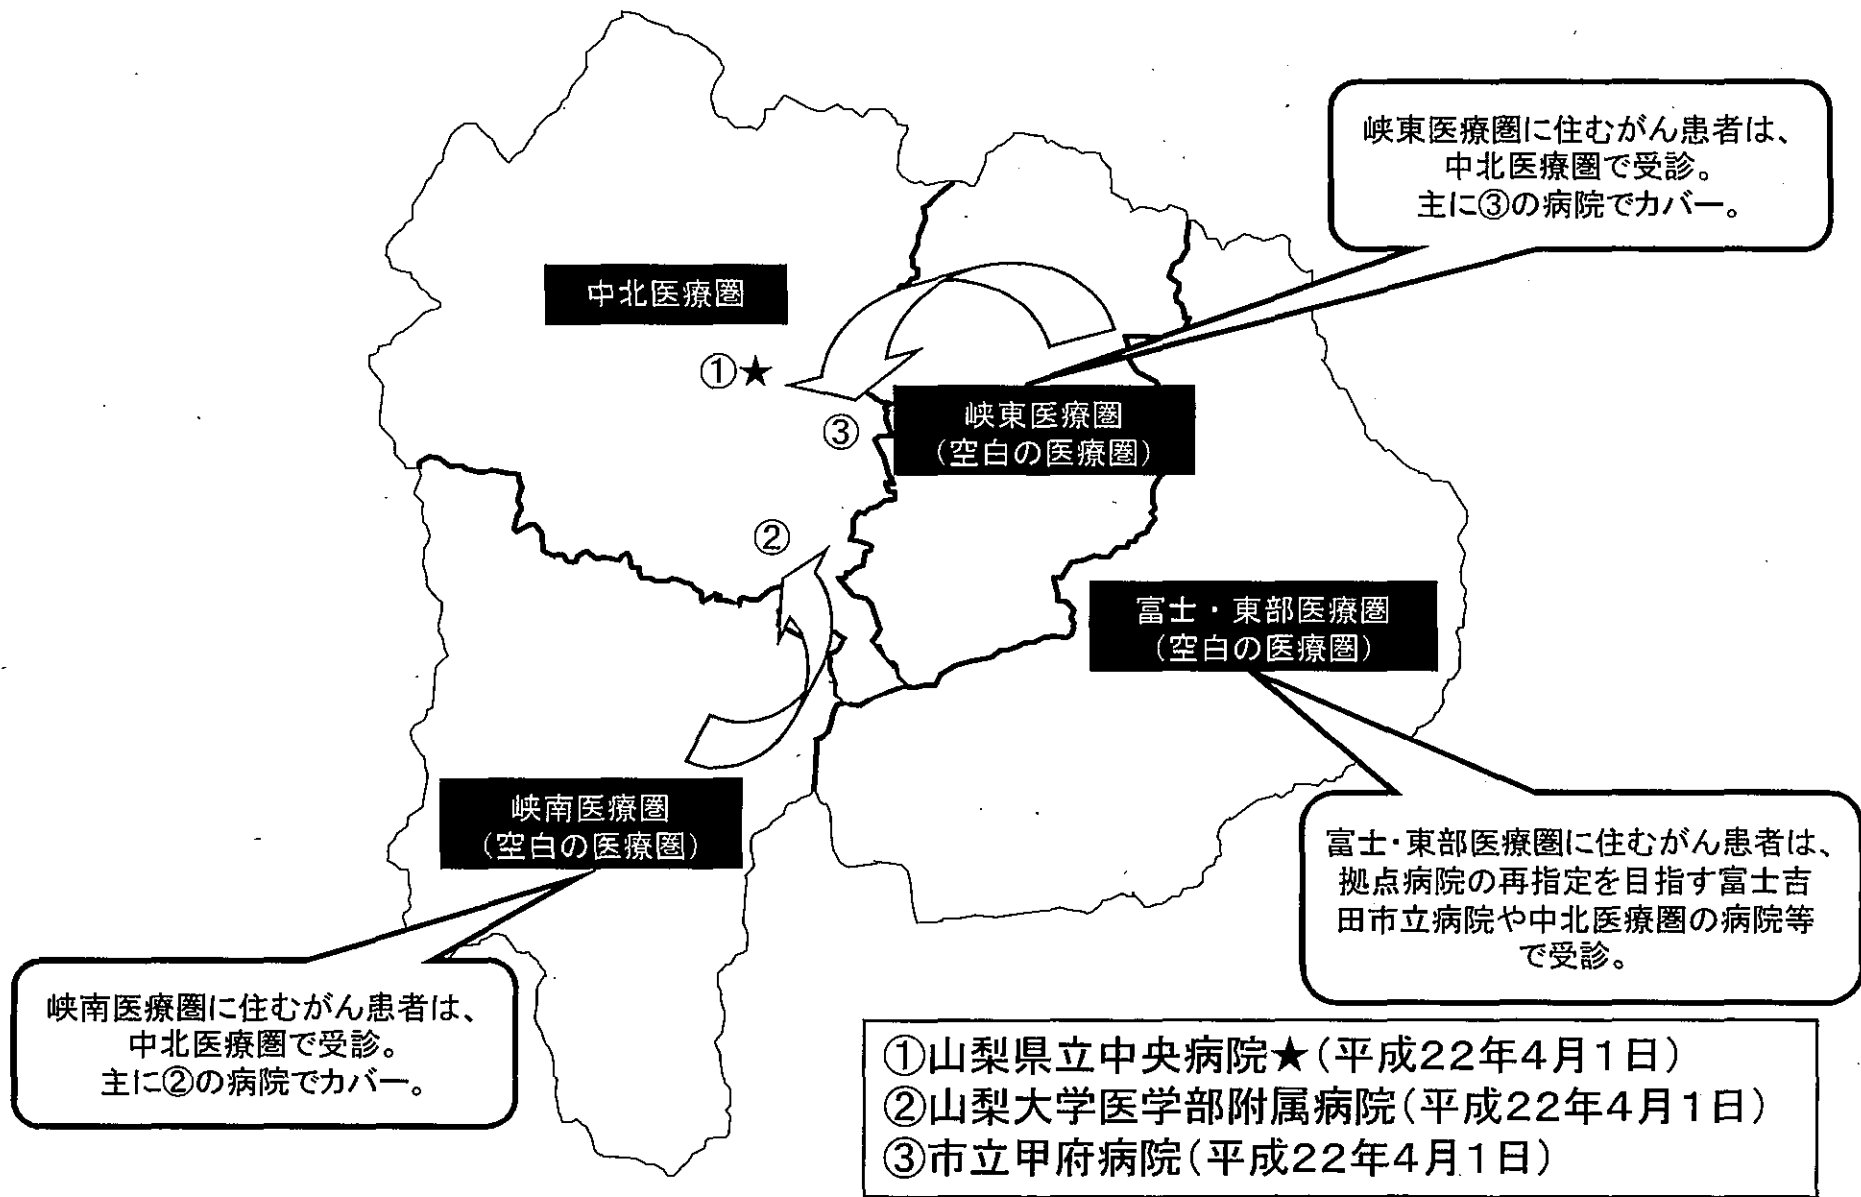 峡東医療圏に住むがん患者は、
中北医療圏で受診。
主に③の病院でカバー。
中北医療圏
①★
峡東医療圏
(空白の医療圏)
③
②
富士・東部医療圏
(空白の医療圏)
峡南医療圏
(空白の医療圏)
富士・東部医療圏に住むがん患者は、
拠点病院の再指定を目指す富士吉
田市立病院や中北医療圏の病院等
で受診。
峡南医療圏に住むがん患者は、
中北医療圏で受診。
主に②の病院でカバー。
①山梨県立中央病院★(平成22年4月1日)
②山梨大学医学部附属病院(平成22年4月1日)
③市立甲府病院(平成22年4月1日)